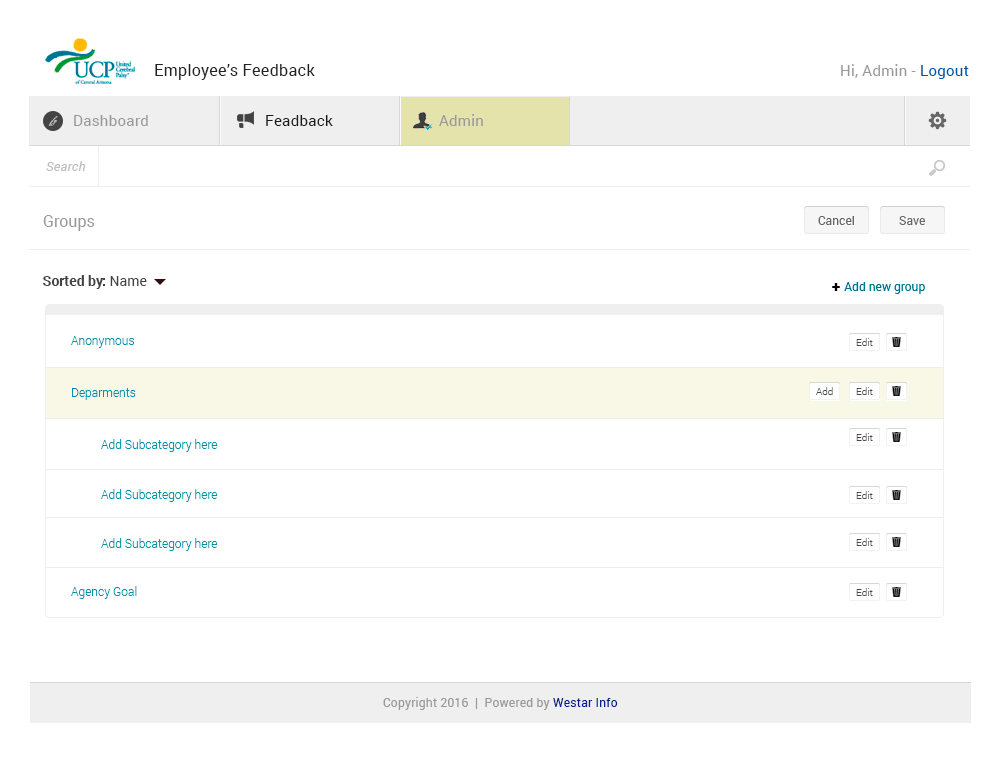 UCP United Cerebral Palsy
of Central Arizona
Employee's Feedback
Hi, Admin - Logout
Dashboard
Feadback
Admin
Search
Groups
Cancel
Save
Sorted by: Name
+ Add new group
Anonymous
Edit
Deparments
Add
Edit
Add Subcategory here
Edit
Add Subcategory here
Edit
Add Subcategory here
Edit
Agency Goal
Edit
Copyright 2016 | Powered by Westar Info